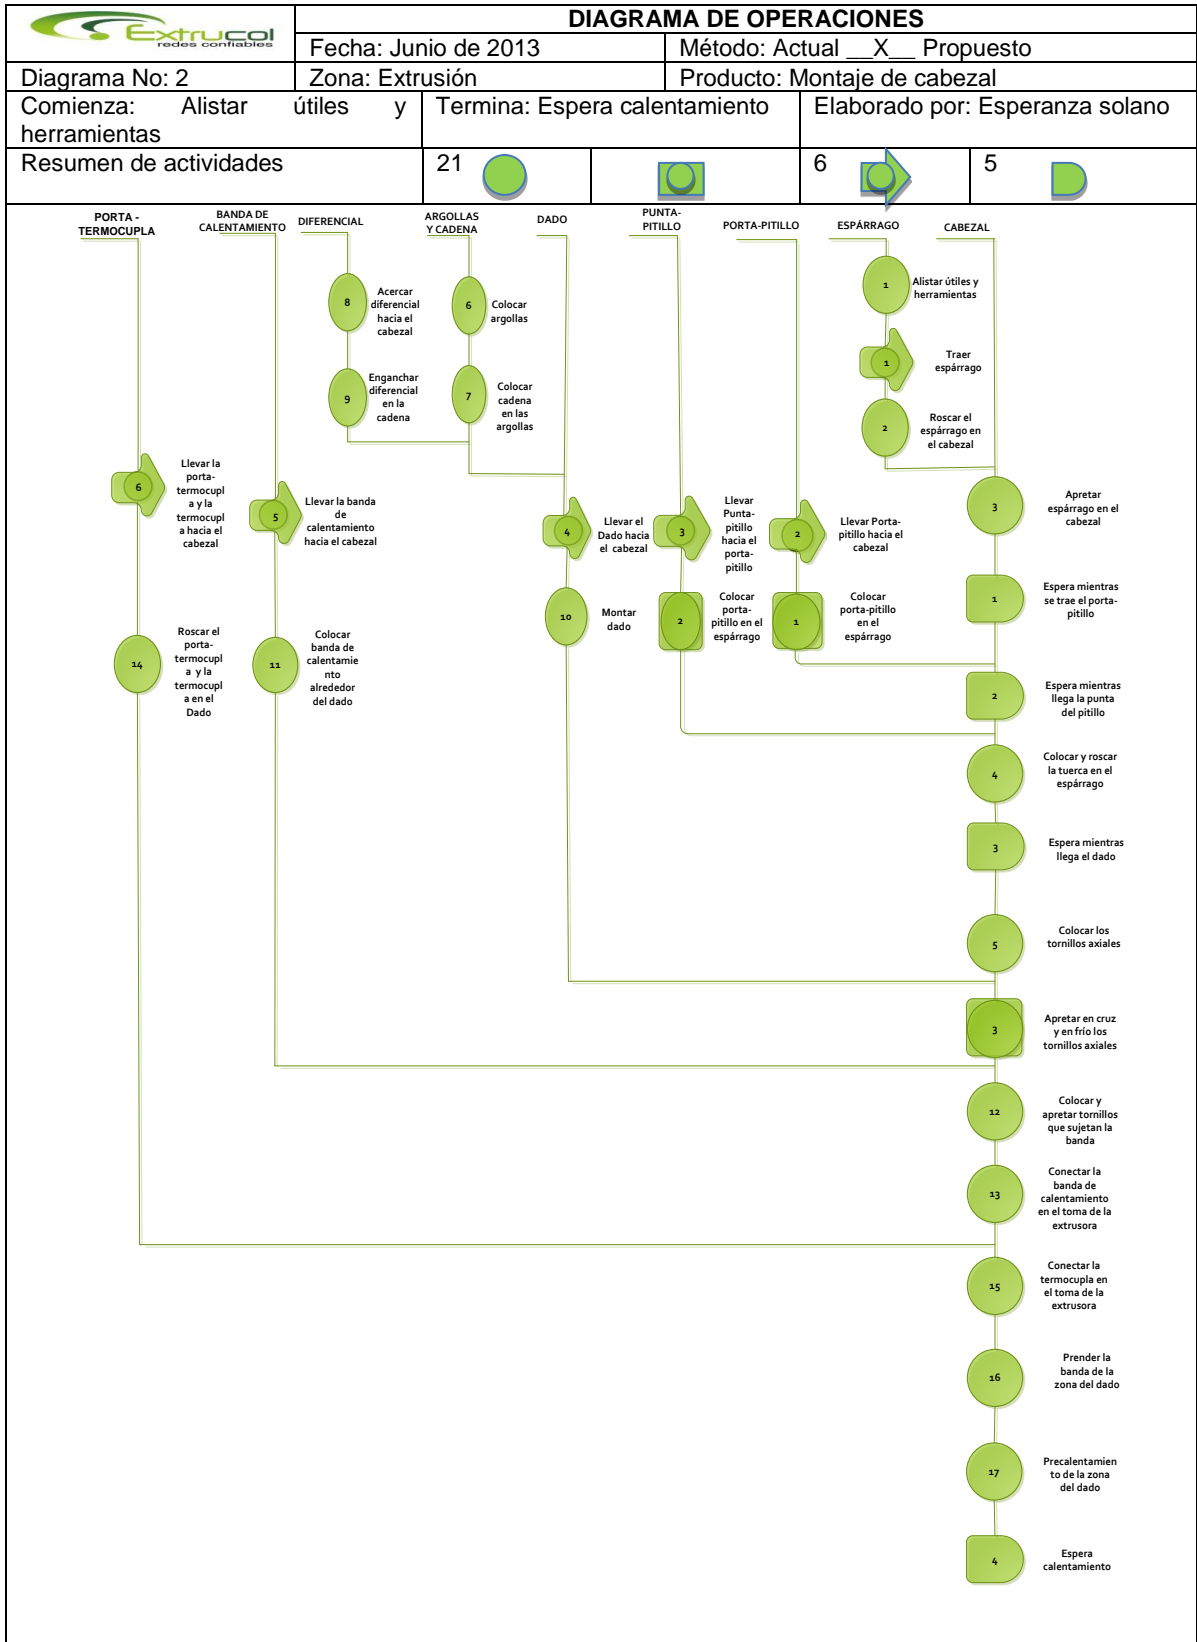 Extrucol
redes confiables
DIAGRAMA DE OPERACIONES
Fecha: Junio de 2013
Método: Actual __X__ Propuesto
Diagrama No: 2
Zona: Extrusión
Producto: Montaje de cabezal
Comienza: Alistar útiles y
herramientas
Termina: Espera calentamiento
Elaborado por: Esperanza solano
Resumen de actividades
21
6
5
PORTA -
TERMOCUPLA
BANDA DE
CALENTAMIENTO
DIFERENCIAL
ARGOLLAS
Y CADENA
DADO
PUNTA-
PITILLO
PORTA-PITILLO
ESPÁRRAGO
CABEZAL
8
Acercar
diferencial
hacia el
cabezal
6
Colocar
argollas
1
Alistar útiles y
herramientas
1
Traer
espárrago
9
Enganchar
diferencial
en la
cadena
7
Colocar
cadena
en las
argollas
2
Roscar el
espárrago en
el cabezal
6
Llevar la
porta-
termocupl
a y la
termocupl
a hacia el
cabezal
5
Llevar la banda
de
calentamiento
hacia el cabezal
4
Llevar el
Dado hacia
el cabezal
3
Llevar
Punta-
pitillo
hacia el
porta-
pitillo
2
Llevar Porta-
pitillo hacia el
cabezal
3
Apretar
espárrago en el
cabezal
1
Espera mientras
se trae el porta-
pitillo
14
Roscar el
porta-
termocupl
a y la
termocupl
a en el
Dado
11
Colocar
banda de
calentamie
nto
alrededor
del dado
10
Montar
dado
2
Colocar
porta-
pitillo en el
espárrago
1
Colocar
porta-pitillo
en el
espárrago
2
Espera mientras
llega la punta
del pitillo
4
Colocar y roscar
la tuerca en el
espárrago
3
Espera mientras
llega el dado
5
Colocar los
tornillos axiales
3
Apretar en cruz
y en frío los
tornillos axiales
12
Colocar y
apretar tornillos
que sujetan la
banda
13
Conectar la
banda de
calentamiento
en el toma de la
extrusora
15
Conectar la
termocupla en
el toma de la
extrusora
16
Prender la
banda de la
zona del dado
17
Precalentamien
to de la zona
del dado
4
Espera
calentamiento